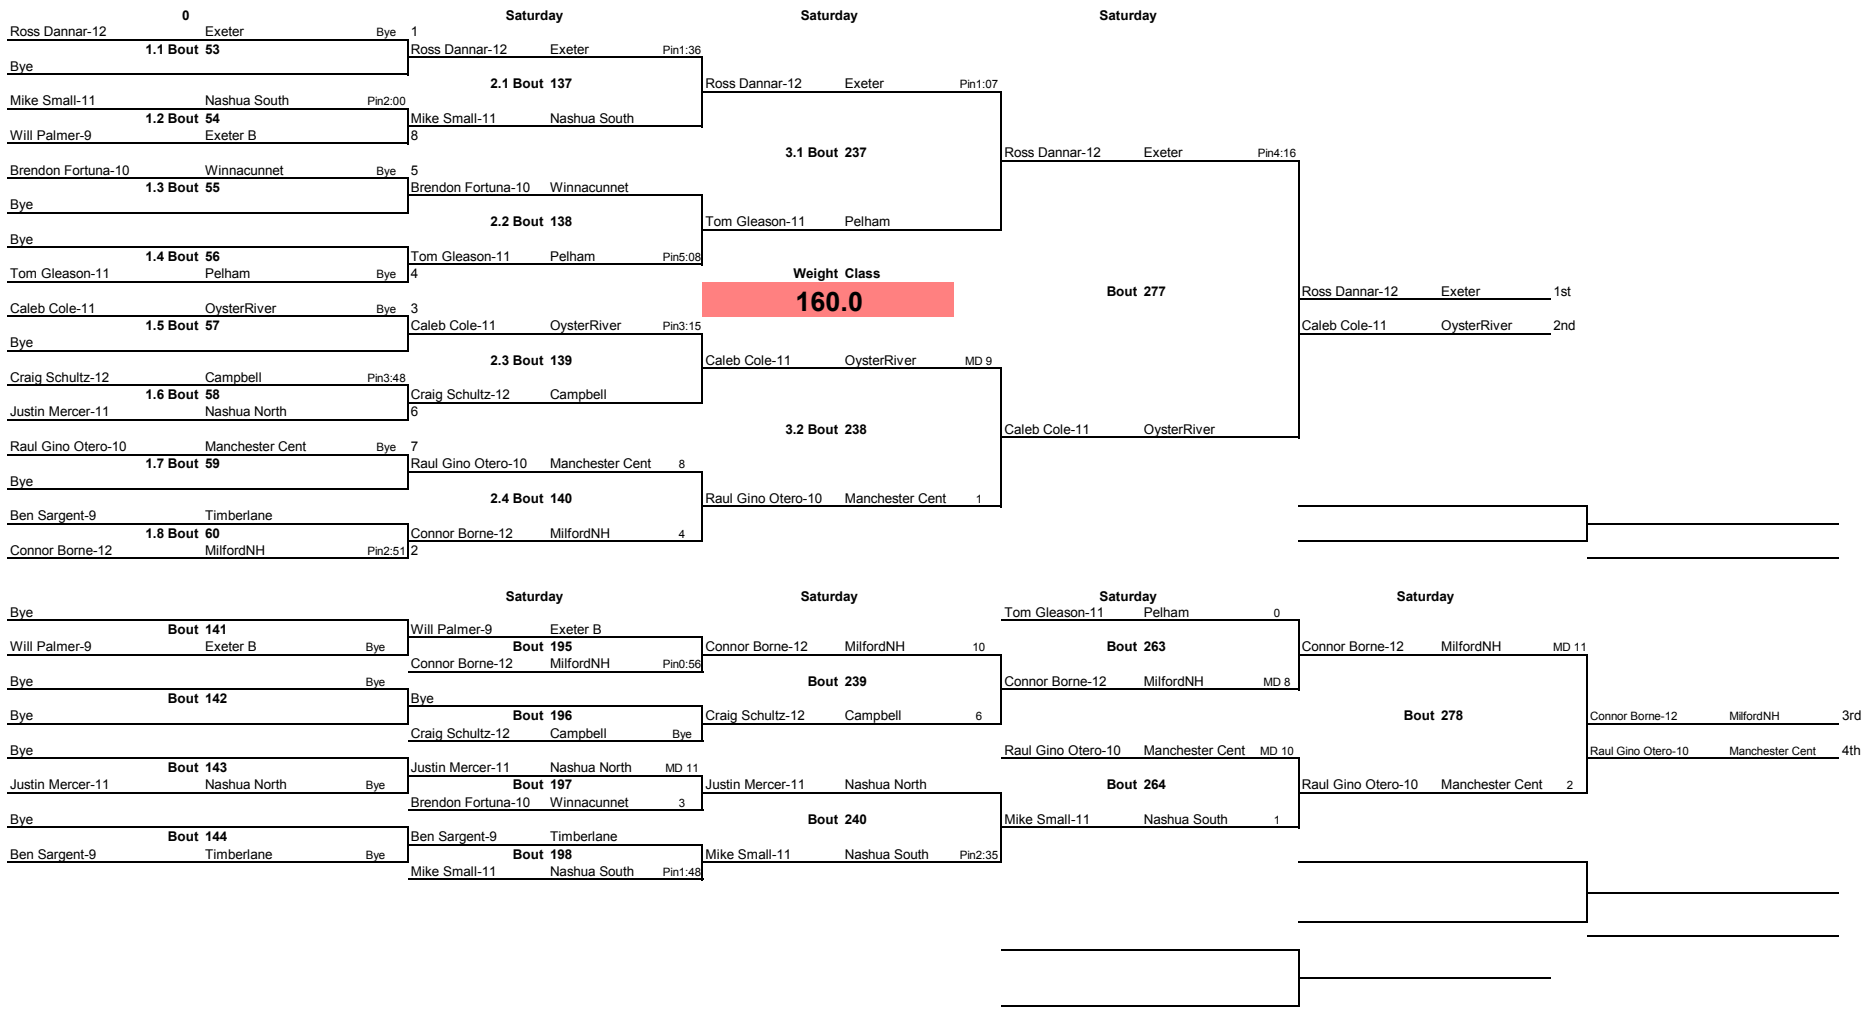 0 Saturday Saturday Saturday
Ross Dannar-12 Exeter Bye 1
1.1 Bout 53 Ross Dannar-12 Exeter Pin1:36
Bye
2.1 Bout 137 Ross Dannar-12 Exeter Pin1:07
Mike Small-11 Nashua South Pin2:00
1.2 Bout 54 Mike Small-11 Nashua South
Will Palmer-9 Exeter B 8
3.1 Bout 237 Ross Dannar-12 Exeter Pin4:16
Brendon Fortuna-10 Winnacunnet Bye 5
1.3 Bout 55 Brendon Fortuna-10 Winnacunnet
Bye
2.2 Bout 138 Tom Gleason-11 Pelham
Bye
1.4 Bout 56 Tom Gleason-11 Pelham Pin5:08
Tom Gleason-11 Pelham Bye 4 Weight Class
Bout 277 Ross Dannar-12 Exeter 1st
160.0
Caleb Cole-11 OysterRiver Bye 3
1.5 Bout 57 Caleb Cole-11 OysterRiver Pin3:15 Caleb Cole-11 OysterRiver 2nd
Bye
2.3 Bout 139 Caleb Cole-11 OysterRiver MD 9
Craig Schultz-12 Campbell Pin3:48
1.6 Bout 58 Craig Schultz-12 Campbell
Justin Mercer-11 Nashua North 6
3.2 Bout 238 Caleb Cole-11 OysterRiver
Raul Gino Otero-10 Manchester Cent Bye 7
1.7 Bout 59 Raul Gino Otero-10 Manchester Cent 8
Bye
2.4 Bout 140 Raul Gino Otero-10 Manchester Cent 1
Ben Sargent-9 Timberlane
1.8 Bout 60 Connor Borne-12 MilfordNH 4
Connor Borne-12 MilfordNH Pin2:51 2
Saturday Saturday Saturday Saturday
Bye Tom Gleason-11 Pelham 0
Bout 141 Will Palmer-9 Exeter B
Will Palmer-9 Exeter B Bye Bout 195 Connor Borne-12 MilfordNH 10 Bout 263 Connor Borne-12 MilfordNH MD 11
Connor Borne-12 MilfordNH Pin0:56
Bye Bye Bout 239 Connor Borne-12 MilfordNH MD 8
Bout 142 Bye
Bye Bout 196 Craig Schultz-12 Campbell 6 Bout 278 Connor Borne-12 MilfordNH 3rd
Craig Schultz-12 Campbell Bye
Bye Raul Gino Otero-10 Manchester Cent MD 10 Raul Gino Otero-10 Manchester Cent 4th
Bout 143 Justin Mercer-11 Nashua North MD 11
Justin Mercer-11 Nashua North Bye Bout 197 Justin Mercer-11 Nashua North Bout 264 Raul Gino Otero-10 Manchester Cent 2
Brendon Fortuna-10 Winnacunnet 3
Bye Bout 240 Mike Small-11 Nashua South 1
Bout 144 Ben Sargent-9 Timberlane
Ben Sargent-9 Timberlane Bye Bout 198 Mike Small-11 Nashua South Pin2:35
Mike Small-11 Nashua South Pin1:48